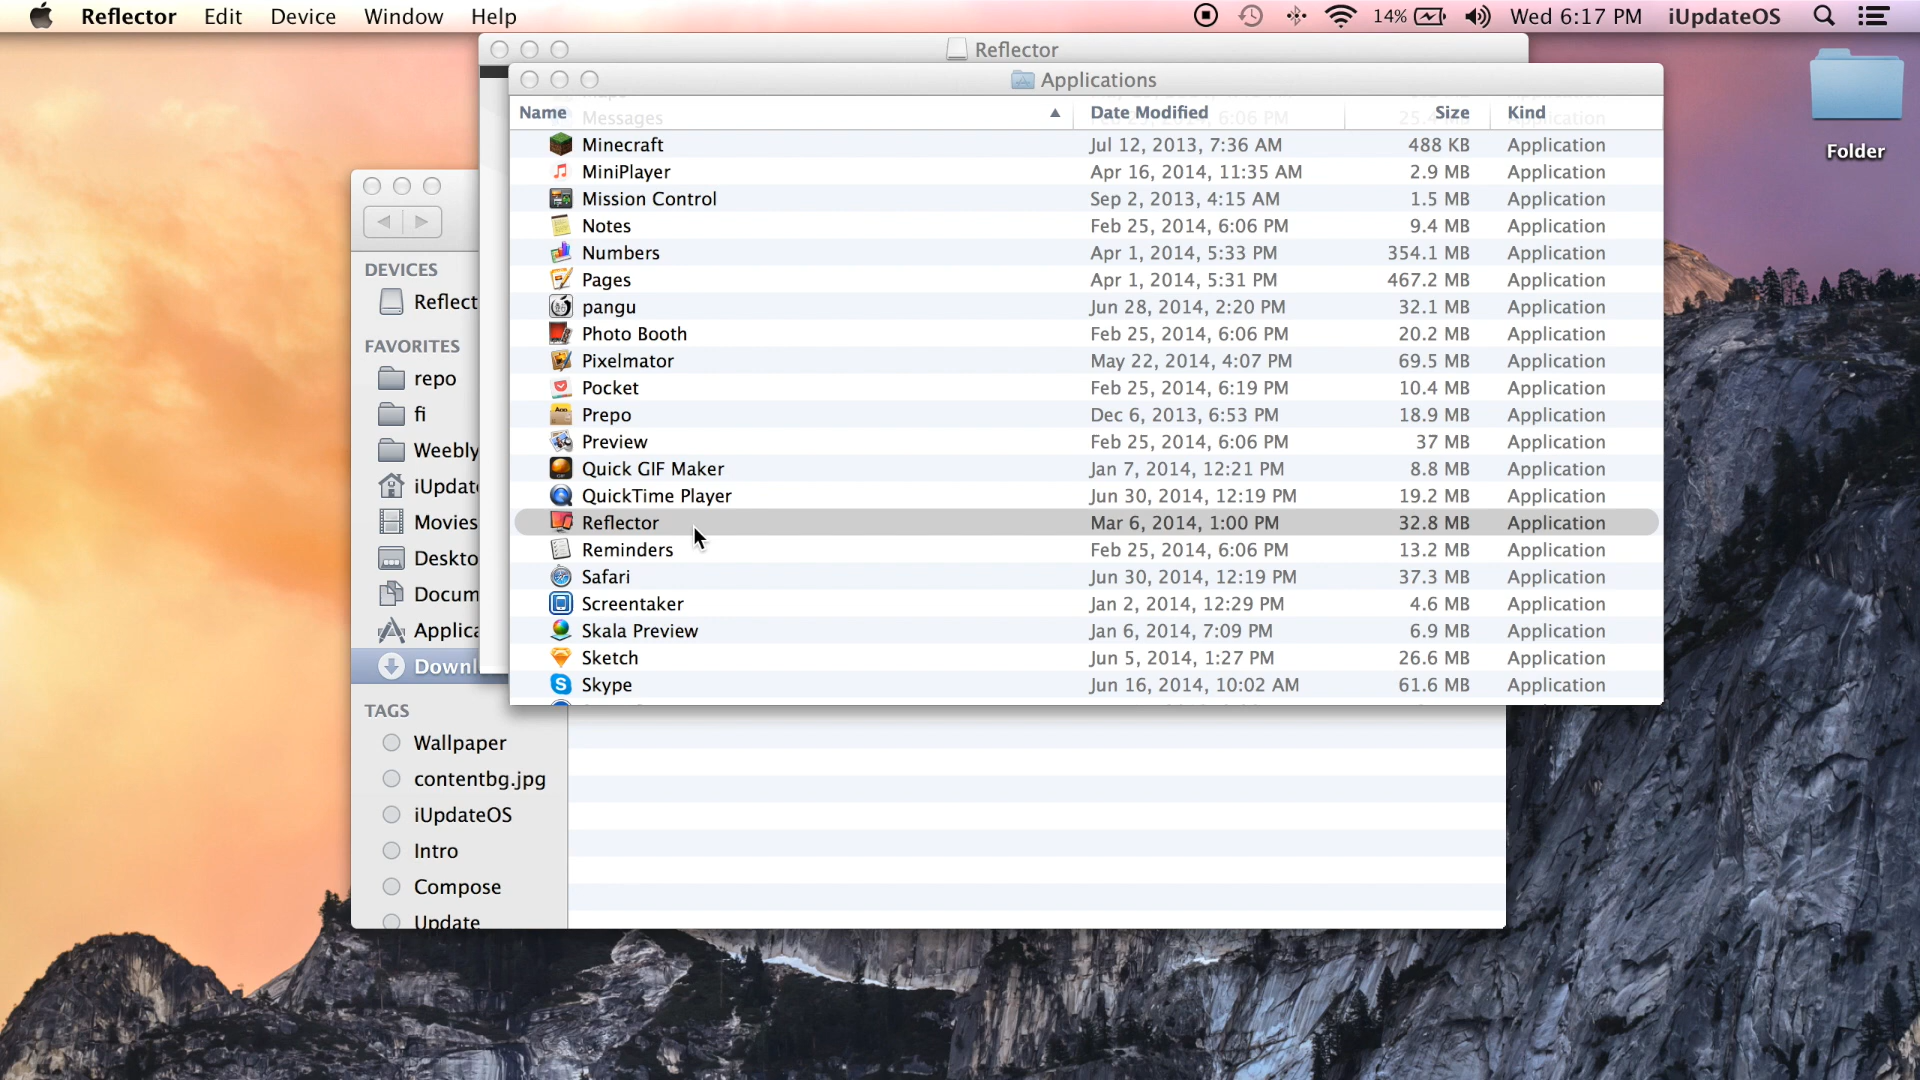 Reflector Edit Device Window Help 14% Wed 6:17 PM iUpdateOS
Reflector
Applications
Name Date Modified Size Kind
Messages 6:06 PM Application
Minecraft Jul 12, 2013, 7:36 AM 488 KB Application
MiniPlayer Apr 16, 2014, 11:35 AM 2.9 MB Application
Mission Control Sep 2, 2013, 4:15 AM 1.5 MB Application
Notes Feb 25, 2014, 6:06 PM 9.4 MB Application
Numbers Apr 1, 2014, 5:33 PM 354.1 MB Application
Pages Apr 1, 2014, 5:31 PM 467.2 MB Application
pangu Jun 28, 2014, 2:20 PM 32.1 MB Application
Photo Booth Feb 25, 2014, 6:06 PM 20.2 MB Application
Pixelmator May 22, 2014, 4:07 PM 69.5 MB Application
Pocket Feb 25, 2014, 6:19 PM 10.4 MB Application
Prepo Dec 6, 2013, 6:53 PM 18.9 MB Application
Preview Feb 25, 2014, 6:06 PM 37 MB Application
Quick GIF Maker Jan 7, 2014, 12:21 PM 8.8 MB Application
QuickTime Player Jun 30, 2014, 12:19 PM 19.2 MB Application
Reflector Mar 6, 2014, 1:00 PM 32.8 MB Application
Reminders Feb 25, 2014, 6:06 PM 13.2 MB Application
Safari Jun 30, 2014, 12:19 PM 37.3 MB Application
Screentaker Jan 2, 2014, 12:29 PM 4.6 MB Application
Skala Preview Jan 6, 2014, 7:09 PM 6.9 MB Application
Sketch Jun 5, 2014, 1:27 PM 26.6 MB Application
Skype Jun 16, 2014, 10:02 AM 61.6 MB Application
DEVICES
Reflect
FAVORITES
repo
fi
Weebly
iUpdat
Movies
Deskto
Docum
Applica
Downl
TAGS
Wallpaper
contentbg.jpg
iUpdateOS
Intro
Compose
Update
Folder